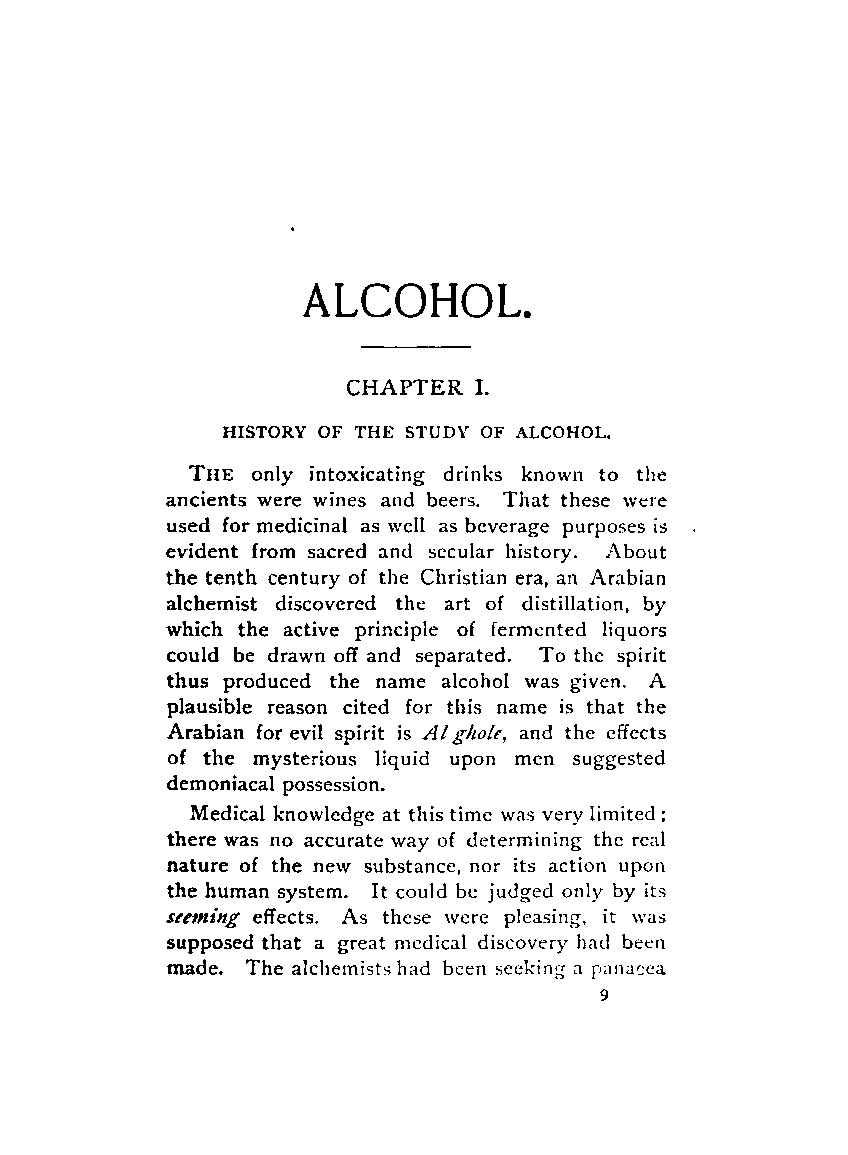 ALCOHOL.
CHAPTER I.
HISTORY OF THE STUDY OF ALCOHOL.
THE only intoxicating drinks known to the
ancients were wines and beers. That these were
used for medicinal as well as beverage purposes is
evident from sacred and secular history. About
the tenth century of the Christian era, an Arabian
alchemist discovered the art of distillation, by
which the active principle of fermented liquors
could be drawn off and separated. To the spirit
thus produced the name alcohol was given. A
plausible reason cited for this name is that the
Arabian for evil spirit is Al ghole, and the effects
of the mysterious liquid upon men suggested
demoniacal possession.
Medical knowledge at this time was very limited;
there was no accurate way of determining the real
nature of the new substance, nor its action upon
the human system. It could be judged only by its
seeming effects. As these were pleasing, it was
supposed that a great medical discovery had been
made. The alchemists had been seeking a panacea
9